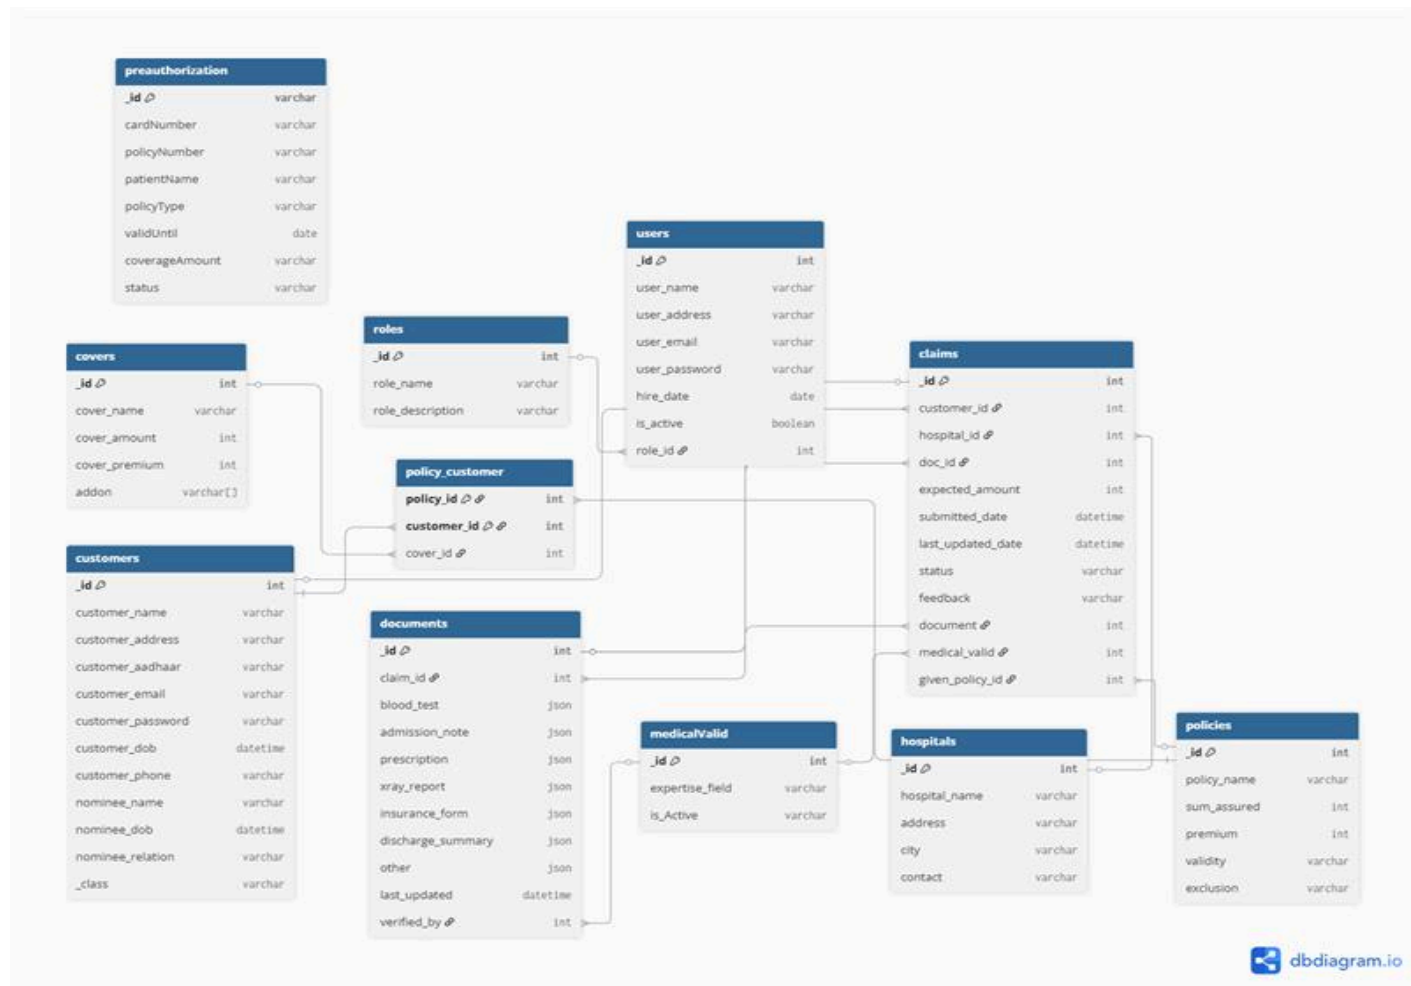 preauthorization
_id varchar
cardNumber varchar
policyNumber varchar
patientName varchar
policyType varchar
validUntil date
coverageAmount varchar
status varchar
users
_id int
user_name varchar
user_address varchar
user_email varchar
user_password varchar
hire_date date
is_active boolean
role_id int
roles
_id int
role_name varchar
role_description varchar
covers
_id int
cover_name varchar
cover_amount int
cover_premium int
addon varchar[]
claims
_id int
customer_id int
hospital_id int
doc_id int
expected_amount int
submitted_date datetime
last_updated_date datetime
status varchar
feedback varchar
document int
medical_valid int
given_policy_id int
policy_customer
policy_id int
customer_id int
cover_id int
customers
_id int
customer_name varchar
customer_address varchar
customer_aadhaar varchar
customer_email varchar
customer_password varchar
customer_dob datetime
customer_phone varchar
nominee_name varchar
nominee_dob datetime
nominee_relation varchar
_class varchar
documents
_id int
claim_id int
blood_test json
admission_note json
prescription json
xray_report json
insurance_form json
discharge_summary json
other json
last_updated datetime
verified_by int
medicalValid
_id int
expertise_field varchar
is_Active varchar
hospitals
_id int
hospital_name varchar
address varchar
city varchar
contact varchar
policies
_id int
policy_name varchar
sum_assured int
premium int
validity varchar
exclusion varchar
dbdiagram.io